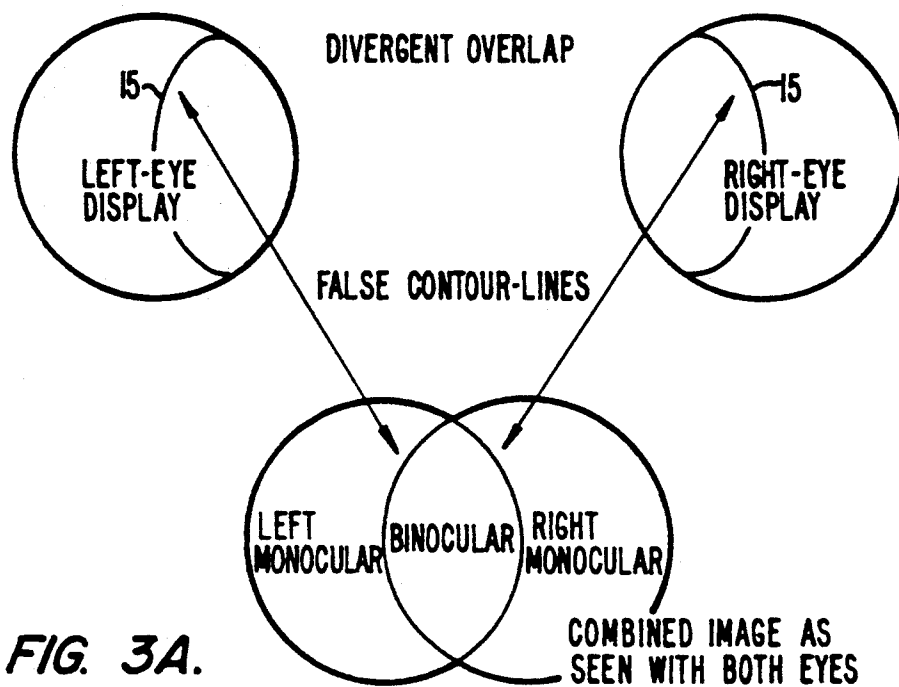 DIVERGENT OVERLAP
15
15
LEFT-EYE
DISPLAY
RIGHT-EYE
DISPLAY
FALSE CONTOUR-LINES
LEFT
MONOCULAR
BINOCULAR
RIGHT
MONOCULAR
COMBINED IMAGE AS
SEEN WITH BOTH EYES
FIG. 3A.